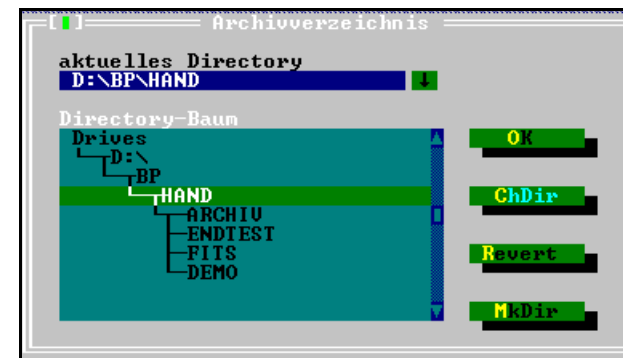 Archivverzeichnis
aktuelles Directory
D:\BP\HAND
Directory-Baum
Drives
D:\
BP
HAND
ARCHIV
ENDTEST
FITS
DEMO
OK
ChDir
Revert
MkDir